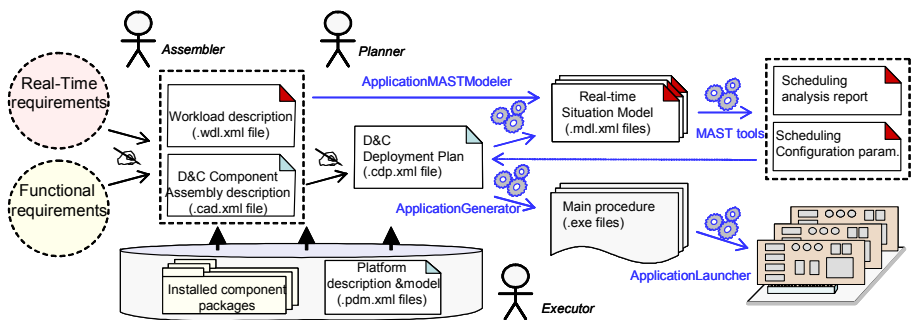 Assembler
Planner
Real-Time
requirements
Functional
requirements
Workload description
(.wdl.xml file)
D&C Component
Assembly description
(.cad.xml file)
ApplicationMASTModeler
D&C
Deployment Plan
(.cdp.xml file)
ApplicationGenerator
Real-time
Situation Model
(.mdl.xml files)
MAST tools
Scheduling
analysis report
Scheduling
Configuration param.
Main procedure
(.exe files)
ApplicationLauncher
Installed component
packages
Platform
description &model
(.pdm.xml files)
Executor